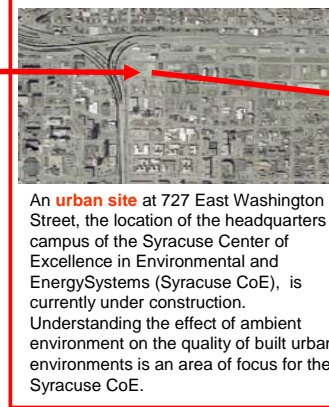 An urban site at 727 East Washington
Street, the location of the headquarters
campus of the Syracuse Center of
Excellence in Environmental and
EnergySystems (Syracuse CoE), is
currently under construction.
Understanding the effect of ambient
environment on the quality of built urban
environments is an area of focus for the
Syracuse CoE.